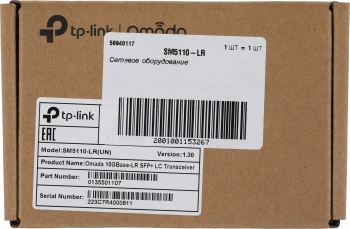 tp-link | omada
56940117
SM5110-LR
1 шт = 1 шт
Сетевое оборудование
2001001153267
tp-link
EAC
Model:SM5110-LR(UN)
Version:1.30
Product Name:Omada 10GBase-LR SFP+ LC Transceiver
Part Number:
0135501107
Serial Number:
223C7R4000811